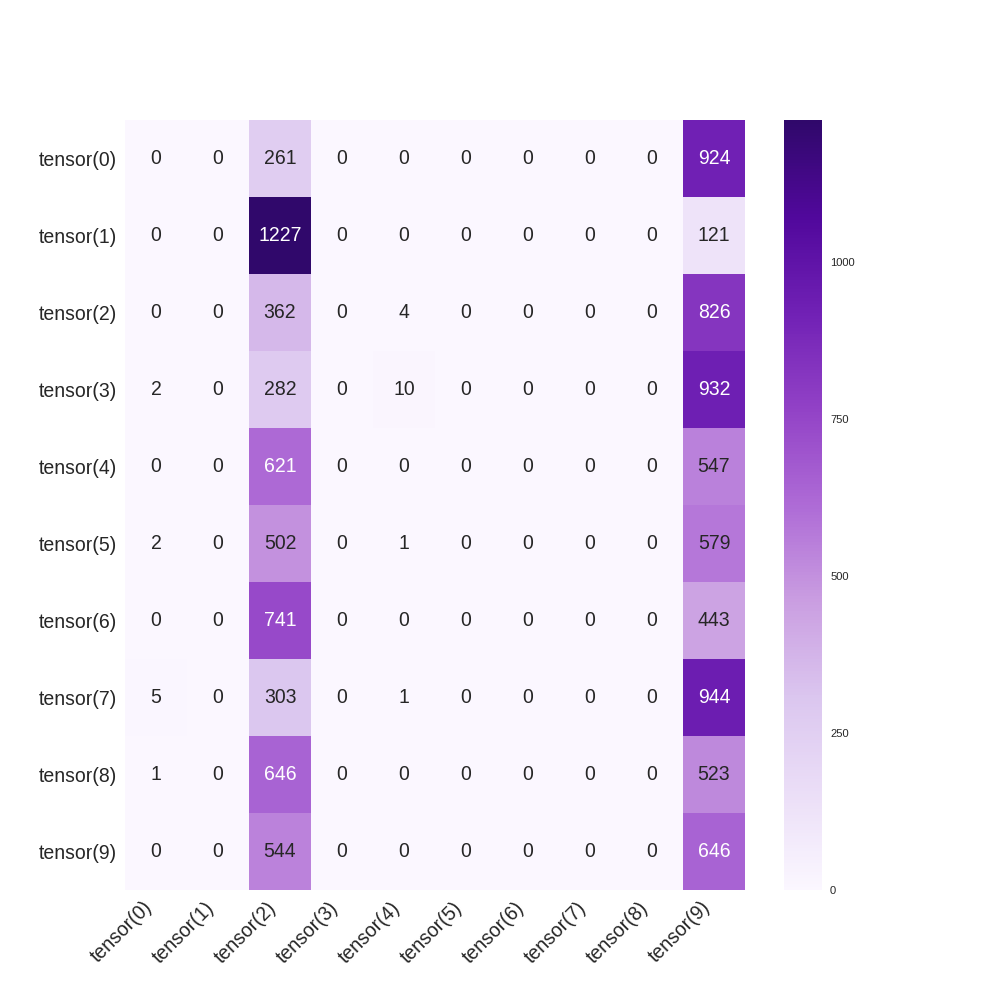 tensor(0) 0 0 261 0 0 0 0 0 0 924
tensor(1) 0 0 1227 0 0 0 0 0 0 121
tensor(2) 0 0 362 0 4 0 0 0 0 826
tensor(3) 2 0 282 0 10 0 0 0 0 932
tensor(4) 0 0 621 0 0 0 0 0 0 547
tensor(5) 2 0 502 0 1 0 0 0 0 579
tensor(6) 0 0 741 0 0 0 0 0 0 443
tensor(7) 5 0 303 0 1 0 0 0 0 944
tensor(8) 1 0 646 0 0 0 0 0 0 523
tensor(9) 0 0 544 0 0 0 0 0 0 646
tensor(0) tensor(1) tensor(2) tensor(3) tensor(4) tensor(5) tensor(6) tensor(7) tensor(8) tensor(9)
1000
750
500
250
0